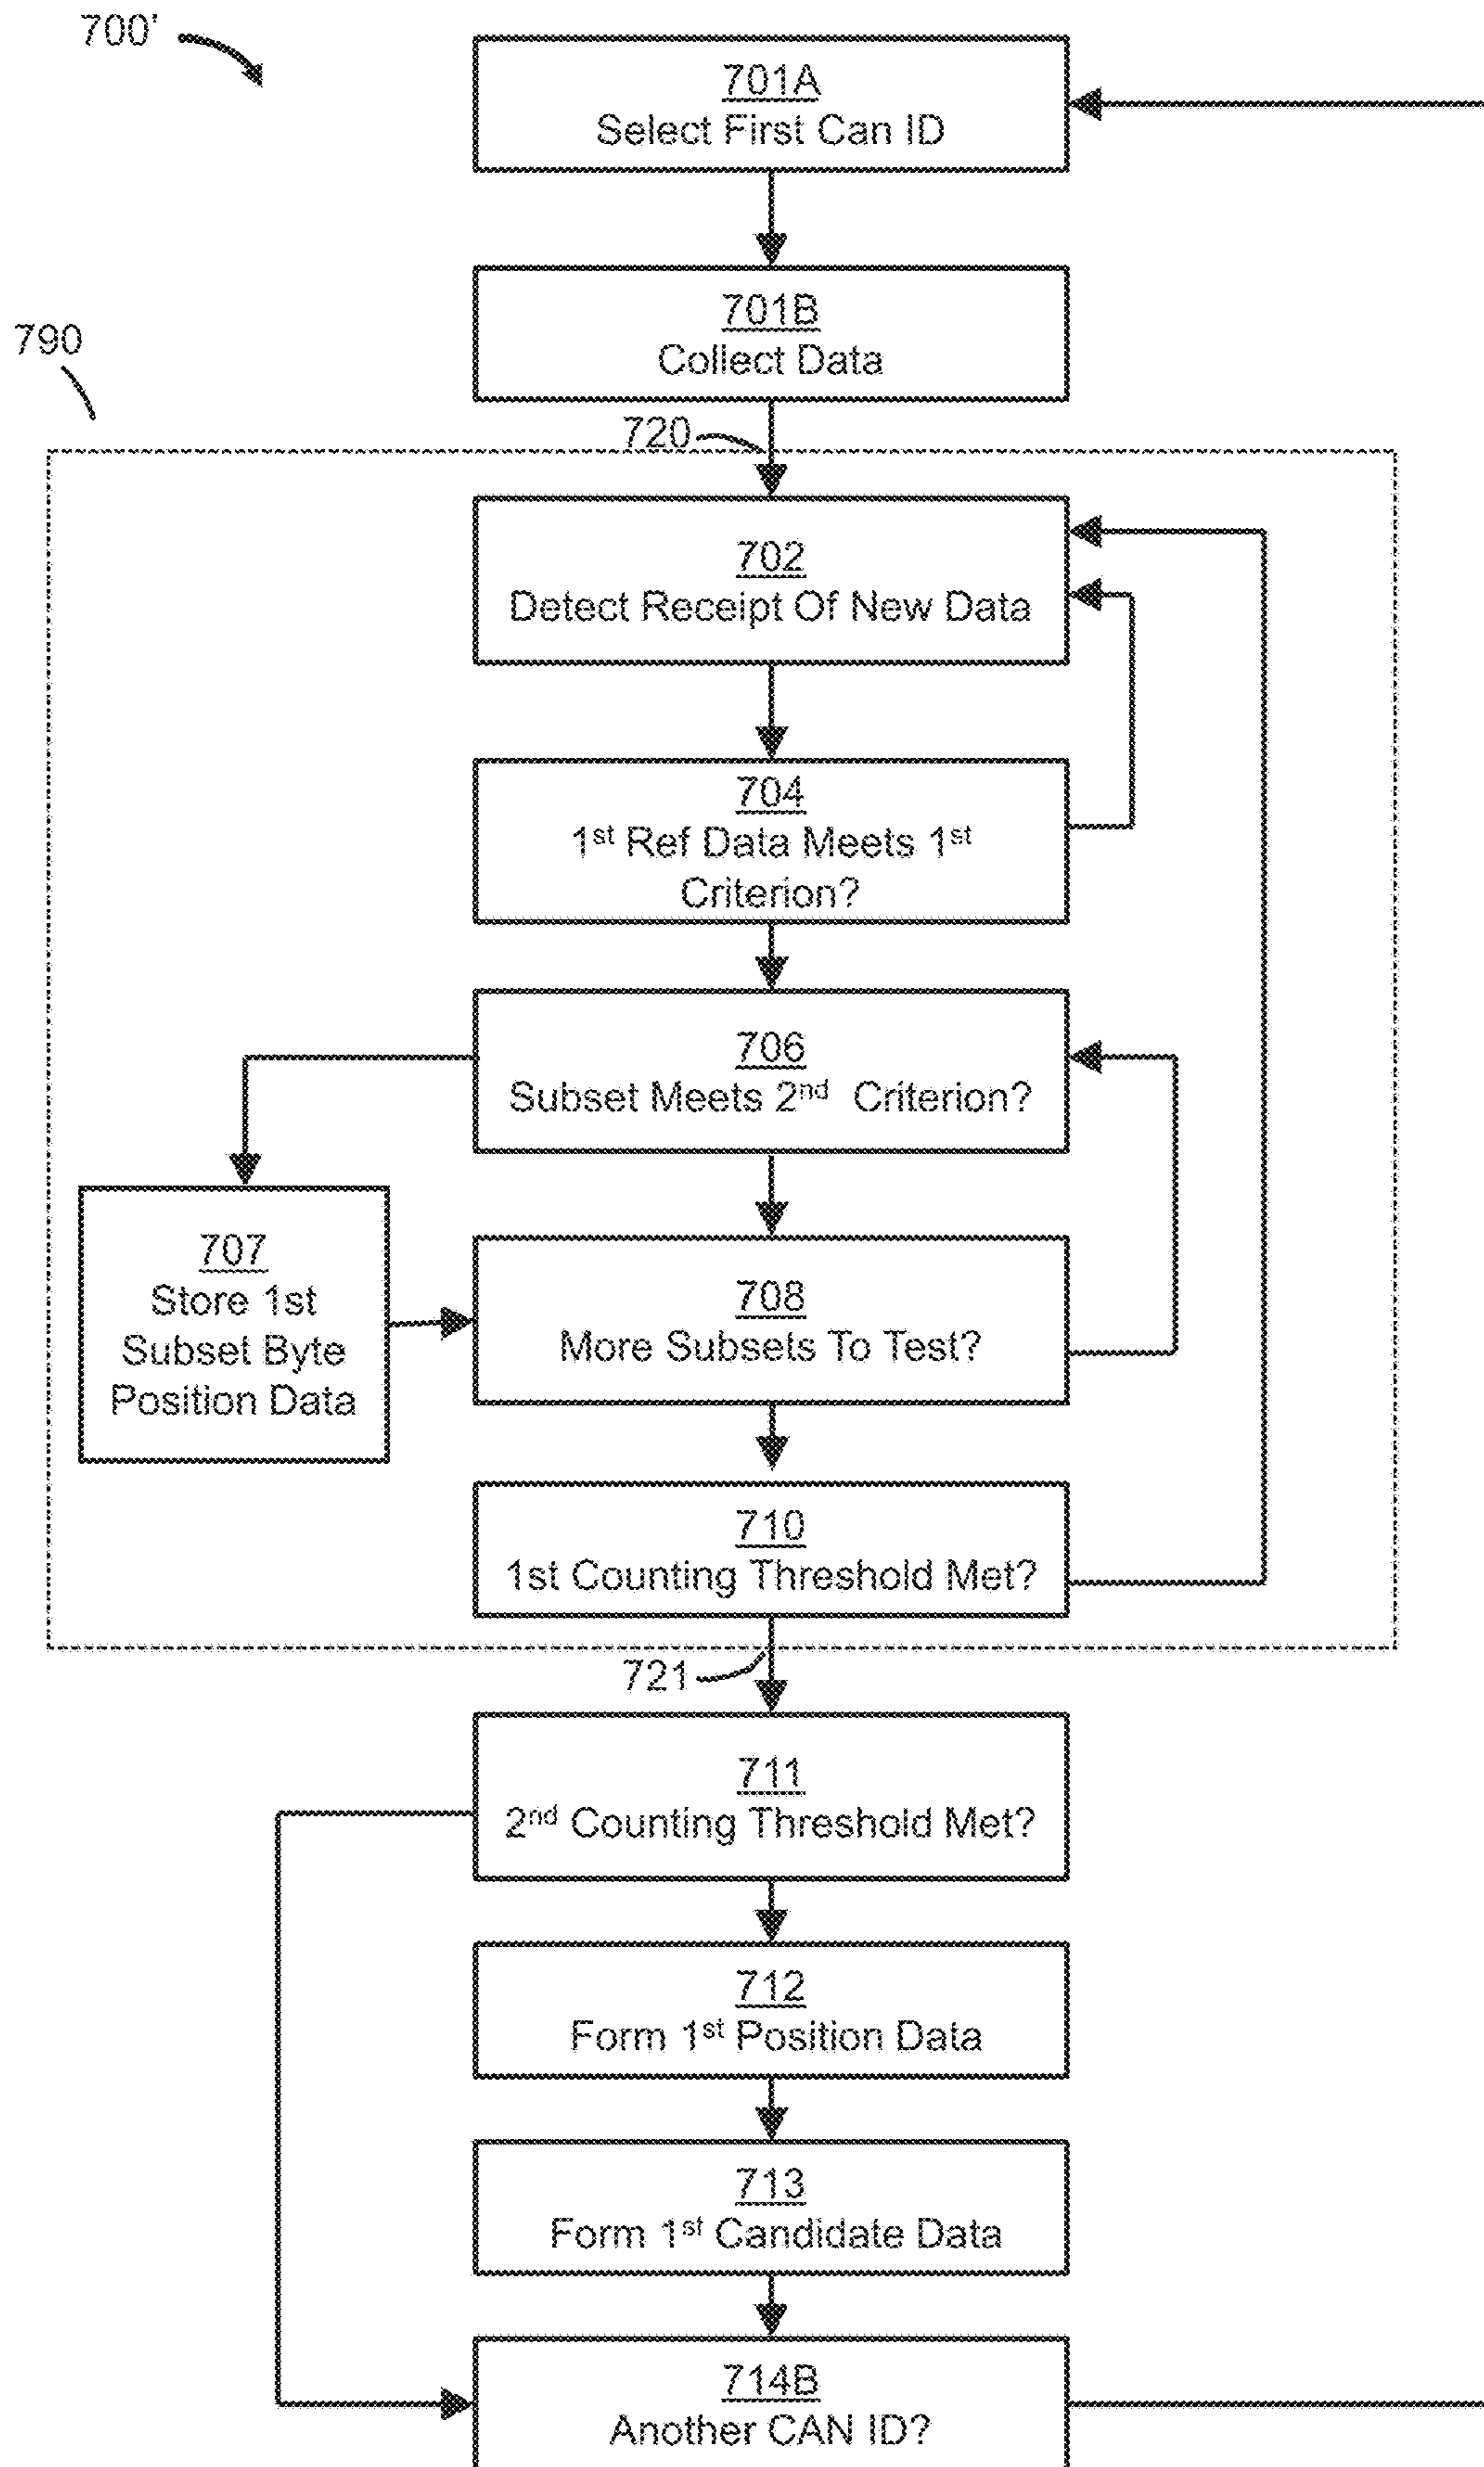 700'
701A
Select First Can ID
701B
Collect Data
790
720
702
Detect Receipt Of New Data
704
1st Ref Data Meets 1st
Criterion?
706
Subset Meets 2nd Criterion?
707
Store 1st
Subset Byte
Position Data
708
More Subsets To Test?
710
1st Counting Threshold Met?
721
711
2nd Counting Threshold Met?
712
Form 1st Position Data
713
Form 1st Candidate Data
714B
Another CAN ID?